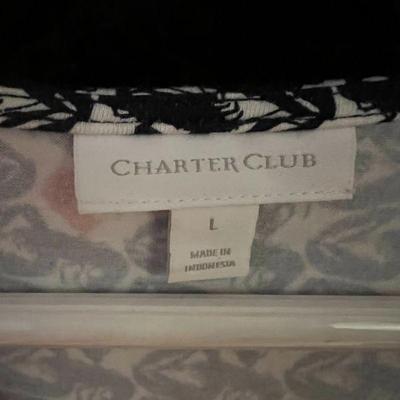 CHARTER CLUB
L
MADE IN
INDONESIA